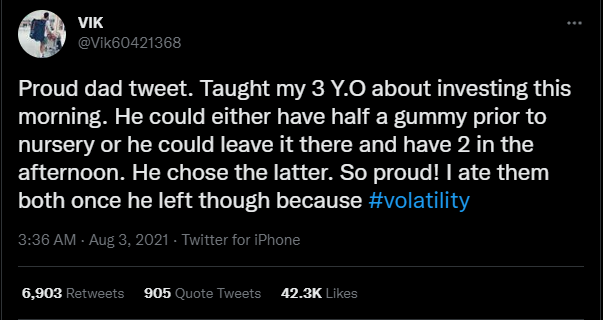 VIK
@Vik60421368
Proud dad tweet. Taught my 3 Y.O about investing this
morning. He could either have half a gummy prior to
nursery or he could leave it there and have 2 in the
afternoon. He chose the latter. So proud! I ate them
both once he left though because #volatility
3:36 AM · Aug 3, 2021 · Twitter for iPhone
6,903 Retweets 905 Quote Tweets 42.3K Likes